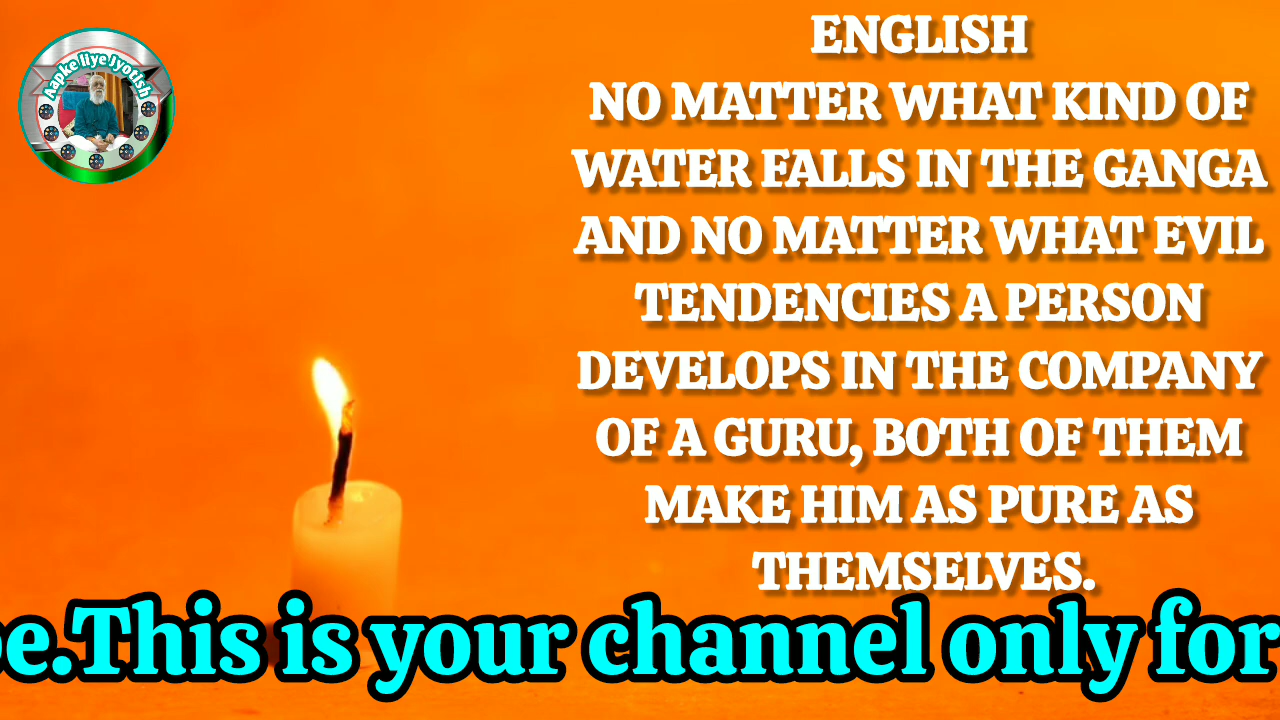 Aapke liye Jyotish
ENGLISH
NO MATTER WHAT KIND OF
WATER FALLS IN THE GANGA
AND NO MATTER WHAT EVIL
TENDENCIES A PERSON
DEVELOPS IN THE COMPANY
OF A GURU, BOTH OF THEM
MAKE HIM AS PURE AS
THEMSELVES.
be.This is your channel only for